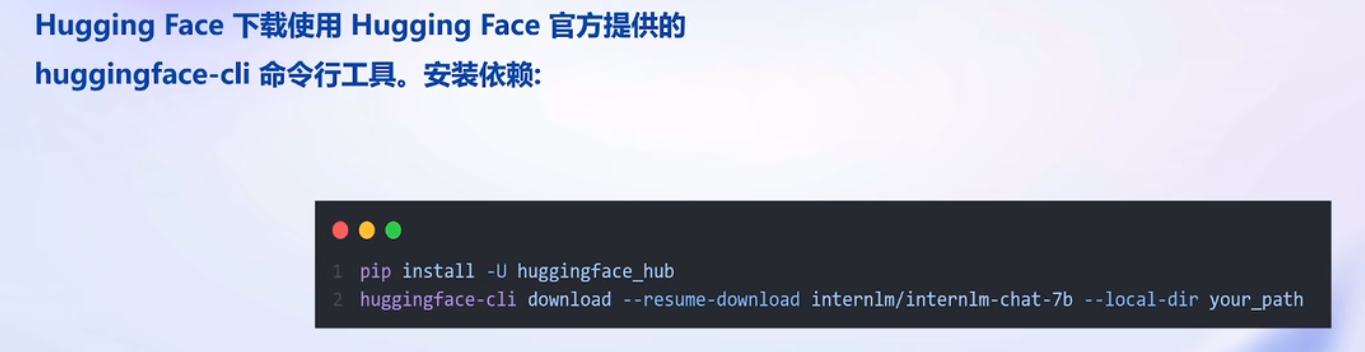 Hugging Face 下载使用 Hugging Face 官方提供的
huggingface-cli 命令行工具。安装依赖:
1 pip install -U huggingface_hub
2 huggingface-cli download --resume-download internlm/internlm-chat-7b --local-dir your_path